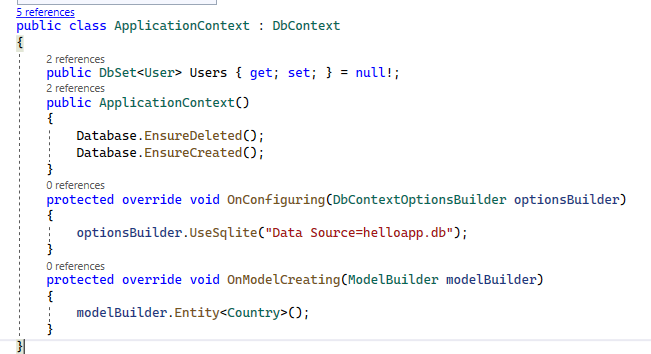 5 references
public class ApplicationContext : DbContext
{
2 references
public DbSet<User> Users { get; set; } = null!;
2 references
public ApplicationContext()
{
Database.EnsureDeleted();
Database.EnsureCreated();
}
0 references
protected override void OnConfiguring(DbContextOptionsBuilder optionsBuilder)
{
optionsBuilder.UseSqlite("Data Source=helloapp.db");
}
0 references
protected override void OnModelCreating(ModelBuilder modelBuilder)
{
modelBuilder.Entity<Country>();
}
}